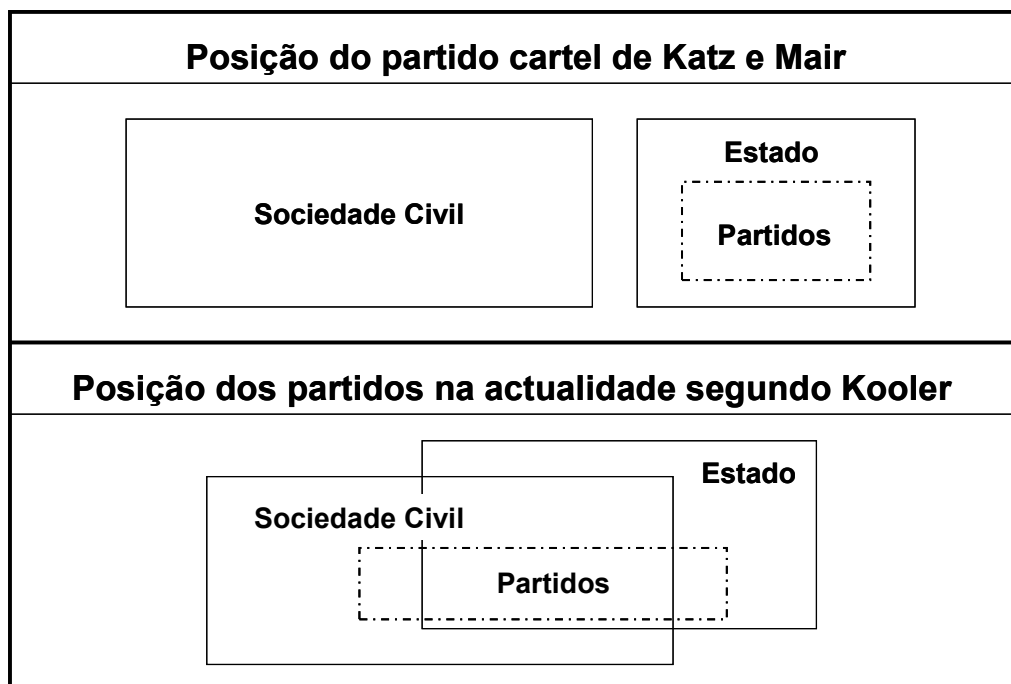 Posição do partido cartel de Katz e Mair
Estado
Sociedade Civil
Partidos
Posição dos partidos na actualidade segundo Kooler
Estado
Sociedade Civil
Partidos